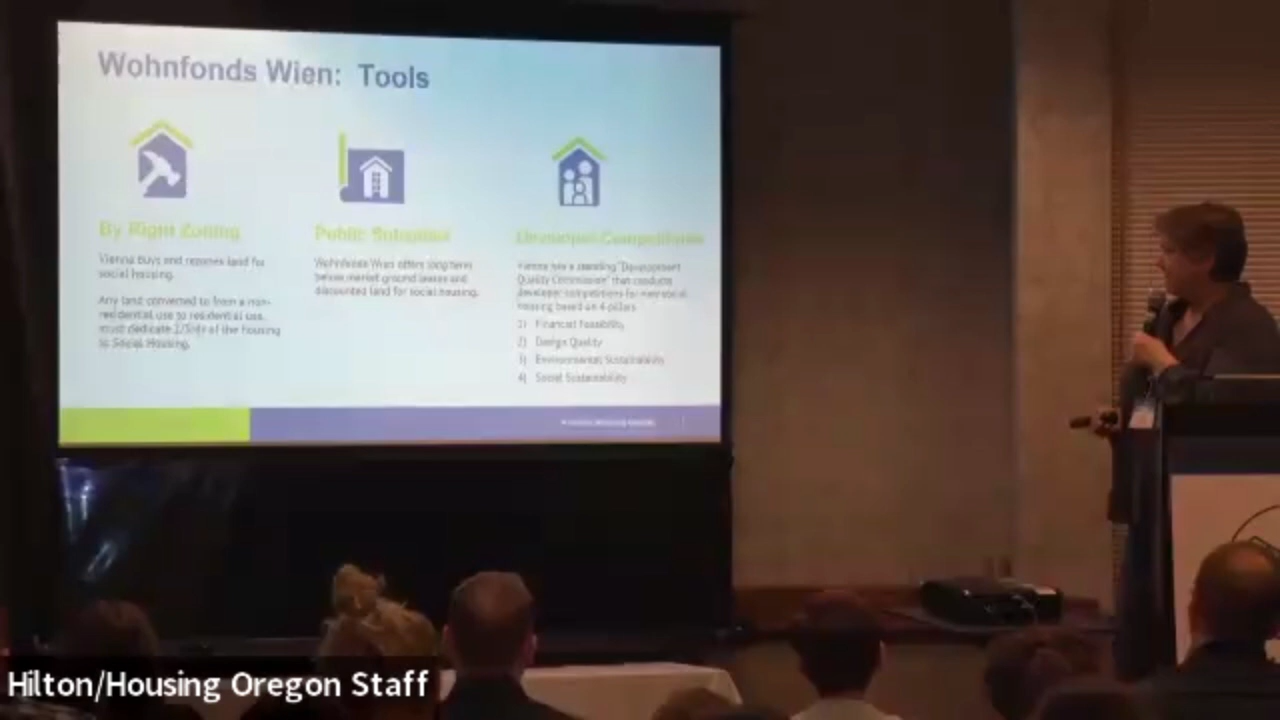 Wohnfonds Wien: Tools
By Right Zoning
Vienna buys and rezones land for
social housing.
Any land converted to from a non-
residential use to residential use,
must dedicate 2/3rds of the housing
to Social Housing.
Public Subsidies
Wohnfonds Wien offers long term
below market ground leases and
discounted land for social housing.
Developer Competitions
Vienna has a standing "Development
Quality Commission" that conducts
developer competitions for new social
housing based on 4 pillars
1) Financial Feasibility
2) Design Quality
3) Environmental Sustainability
4) Social Sustainability
Hilton/Housing Oregon Staff